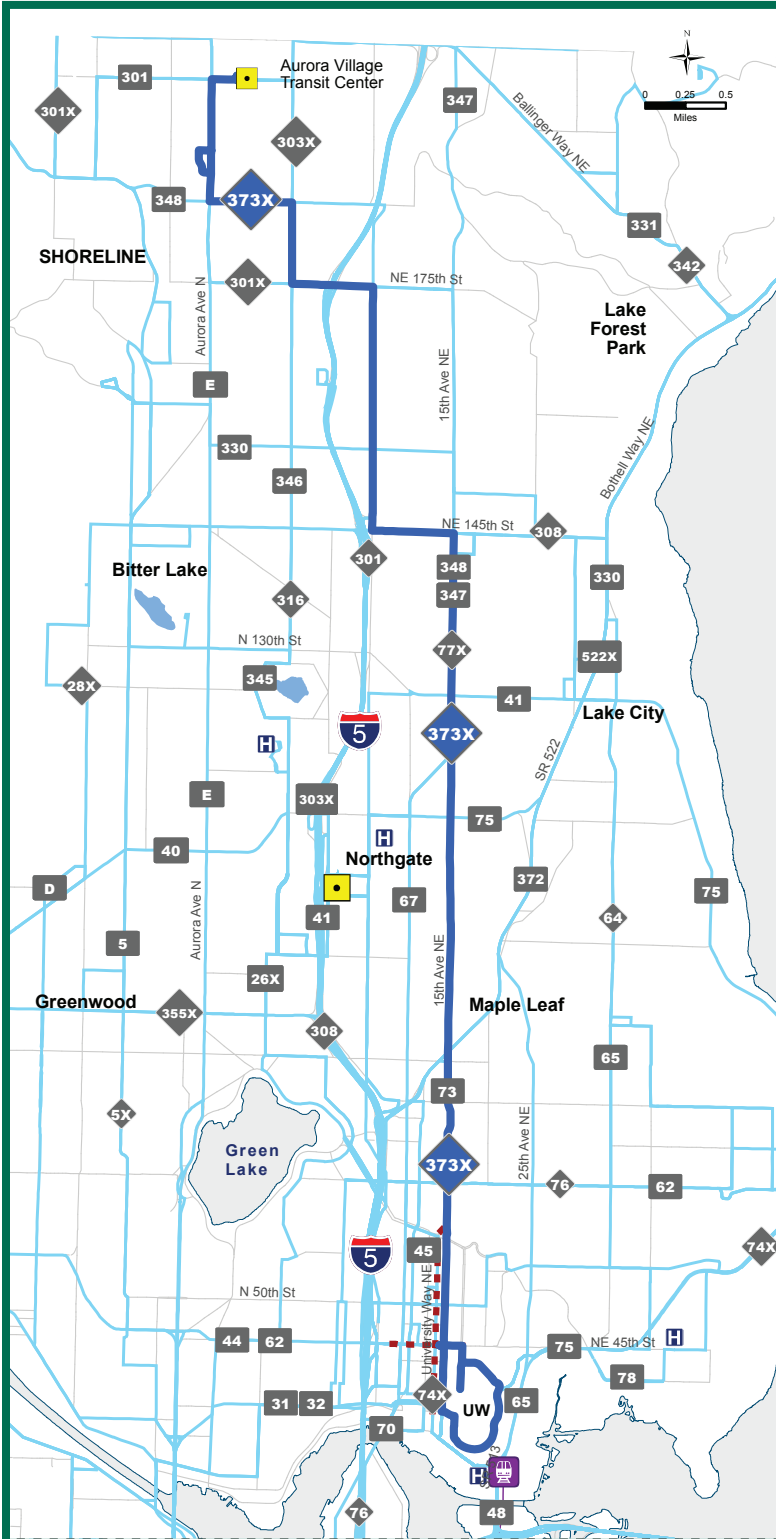 N
0 0.25 0.5
Miles
301
Aurora Village
Transit Center
301X
303X
347
Ballinger Way NE
348
373X
331
SHORELINE
342
301X
NE 175th St
Lake
Forest
Park
Aurora Ave N
E
15th Ave NE
330
346
Bothell Way NE
NE 145th St
308
301
348
Bitter Lake
330
347
316
N 130th St
77X
522X
345
28X
41
Lake City
H
5
373X
SR 522
E
303X
40
75
H
Northgate
D
372
75
41
67
64
5
Aurora Ave N
15th Ave NE
26X
Greenwood
355X
Maple Leaf
308
65
73
5X
Green
Lake
373X
25th Ave NE
76
62
45
74X
5
University Way NE
N 50th St
44
62
75
NE 45th St
H
78
74X
31
32
65
UW
70
H
48
76